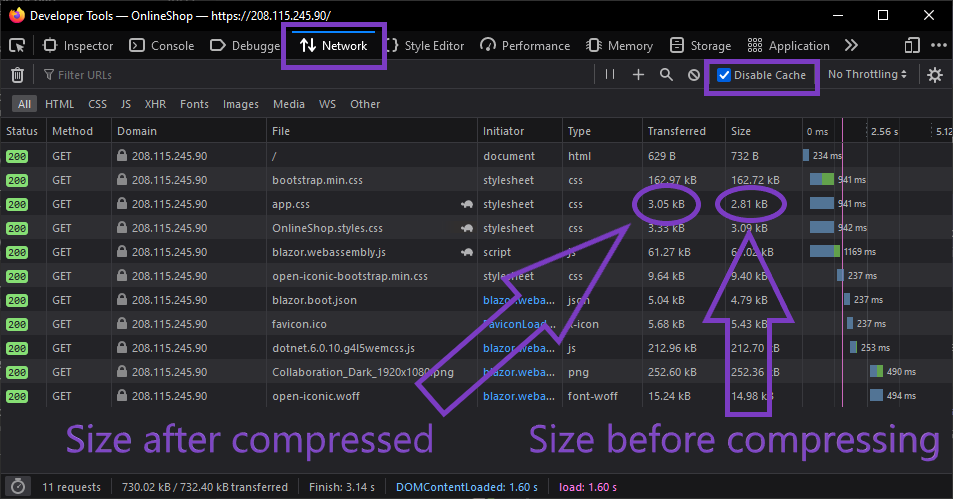 Developer Tools — OnlineShop — https://208.115.245.90/
Inspector Console Debugge Network Style Editor Performance Memory Storage Application
Filter URLs Disable Cache No Throttling
All HTML CSS JS XHR Fonts Images Media WS Other
Status Method Domain File Initiator Type Transferred Size 0 ms 2.56 s 5.12
200 GET 208.115.245.90 / document html 629 B 732 B 234 ms
200 GET 208.115.245.90 bootstrap.min.css stylesheet css 162.97 kB 162.72 kB 941 ms
200 GET 208.115.245.90 app.css stylesheet css 3.05 kB 2.81 kB 941 ms
200 GET 208.115.245.90 OnlineShop.styles.css stylesheet css 3.33 kB 3.09 kB 942 ms
200 GET 208.115.245.90 blazor.webassembly.js script js 61.27 kB 61.02 kB 1169 ms
200 GET 208.115.245.90 open-iconic-bootstrap.min.css stylesheet css 9.64 kB 9.40 kB 237 ms
200 GET 208.115.245.90 blazor.boot.json blazor.weba... json 5.04 kB 4.79 kB 237 ms
200 GET 208.115.245.90 favicon.ico FaviconLoad... x-icon 5.68 kB 5.43 kB 237 ms
200 GET 208.115.245.90 dotnet.6.0.10.g4l5wemcss.js blazor.weba... js 212.96 kB 212.70 kB 253 ms
200 GET 208.115.245.90 Collaboration_Dark_1920x1080.png blazor.weba... png 252.60 kB 252.36 kB 490 ms
200 GET 208.115.245.90 open-iconic.woff blazor.weba... font-woff 15.24 kB 14.98 kB 494 ms
Size after compressed Size before compressing
11 requests 730.02 kB / 732.40 kB transferred Finish: 3.14 s DOMContentLoaded: 1.60 s load: 1.60 s